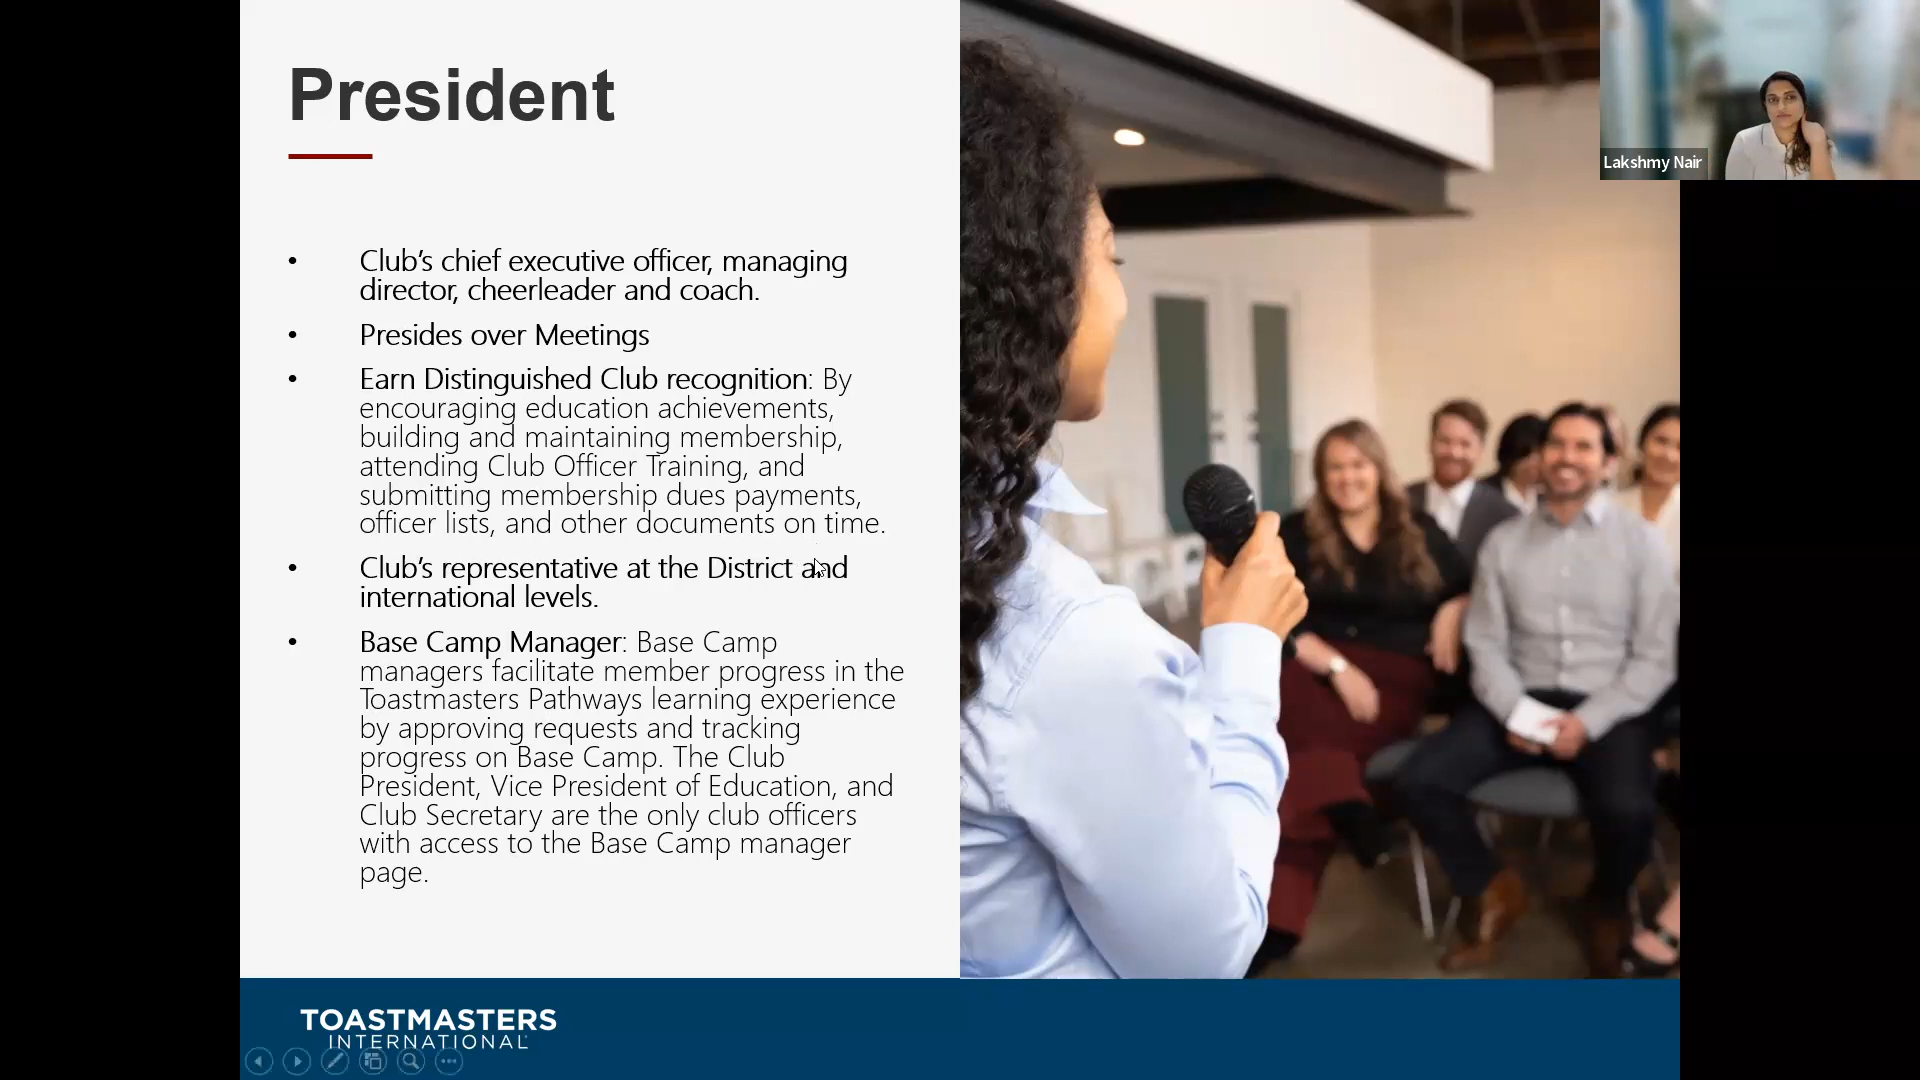 President
Lakshmy Nair
• Club's chief executive officer, managing
director, cheerleader and coach.
• Presides over Meetings
• Earn Distinguished Club recognition: By
encouraging education achievements,
building and maintaining membership,
attending Club Officer Training, and
submitting membership dues payments,
officer lists, and other documents on time.
• Club's representative at the District and
international levels.
• Base Camp Manager: Base Camp
managers facilitate member progress in the
Toastmasters Pathways learning experience
by approving requests and tracking
progress on Base Camp. The Club
President, Vice President of Education, and
Club Secretary are the only club officers
with access to the Base Camp manager
page.
TOASTMASTERS
INTERNATIONAL